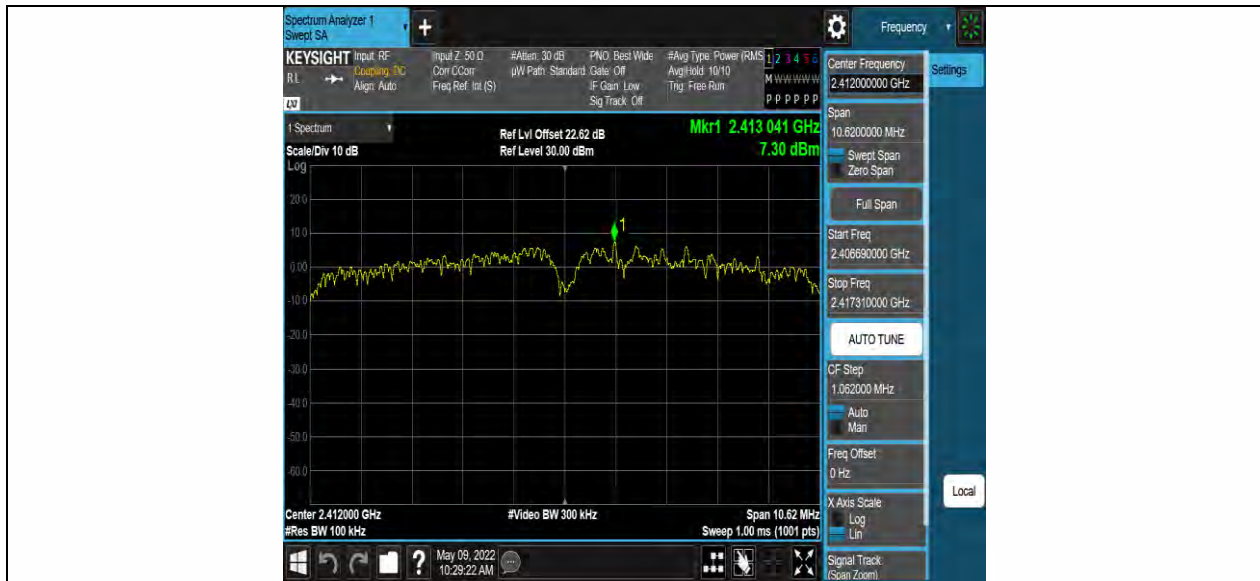 Spectrum Analyzer 1
Swept SA
+
Frequency
KEYSIGHT
Input: RF
Coupling: DC
Align: Auto
Input Z: 50 Ω
Corr CCorr
Freq Ref: Int (S)
#Atten: 30 dB
µW Path: Standard
PNO: Best Wide
Gate: Off
IF Gain: Low
Sig Track: Off
#Avg Type: Power (RMS
Avg|Hold: 10/10
Trig: Free Run
1 2 3 4 5 6
M W W W W W
P P P P P P
RL
LXI
Center Frequency
2.412000000 GHz
Settings
Span
10.6200000 MHz
Swept Span
Zero Span
Full Span
Start Freq
2.406690000 GHz
Stop Freq
2.417310000 GHz
AUTO TUNE
CF Step
1.062000 MHz
Auto
Man
Freq Offset
0 Hz
X Axis Scale
Log
Lin
Signal Track
(Span Zoom)
Local
1 Spectrum
Scale/Div 10 dB
Log
Ref Lvl Offset 22.62 dB
Ref Level 30.00 dBm
Mkr1 2.413 041 GHz
7.30 dBm
1
20.0
10.0
0.00
-10.0
-20.0
-30.0
-40.0
-50.0
-60.0
Center 2.412000 GHz
#Video BW 300 kHz
Span 10.62 MHz
#Res BW 100 kHz
Sweep 1.00 ms (1001 pts)
?
May 09, 2022
10:29:22 AM